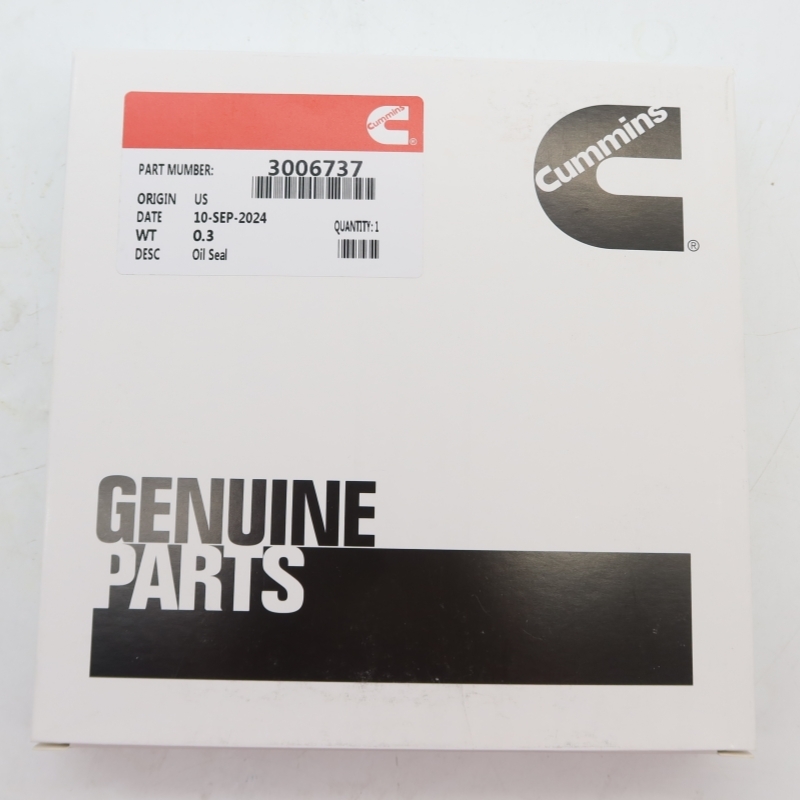 Cummins
®
PART MUMBER: 3006737
ORIGIN US
DATE 10-SEP-2024
WT 0.3
QUANTITY: 1
DESC Oil Seal
Cummins
®
GENUINE
PARTS